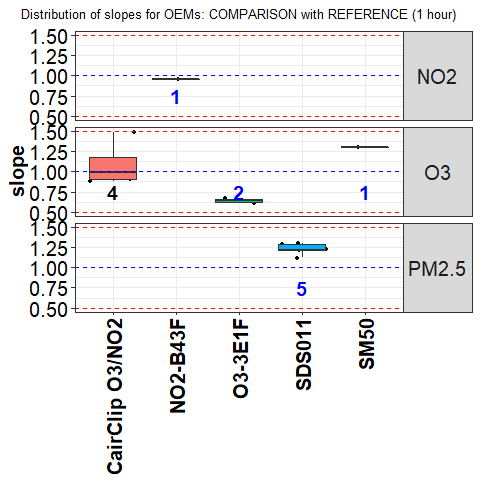 Distribution of slopes for OEMs: COMPARISON with REFERENCE (1 hour)
slope
1.50
1.25
1.00
0.75
0.50
1
NO2
1.50
1.25
1.00
0.75
0.50
4
2
1
O3
1.50
1.25
1.00
0.75
0.50
5
PM2.5
CairClip O3/NO2
NO2-B43F
O3-3E1F
SDS011
SM50